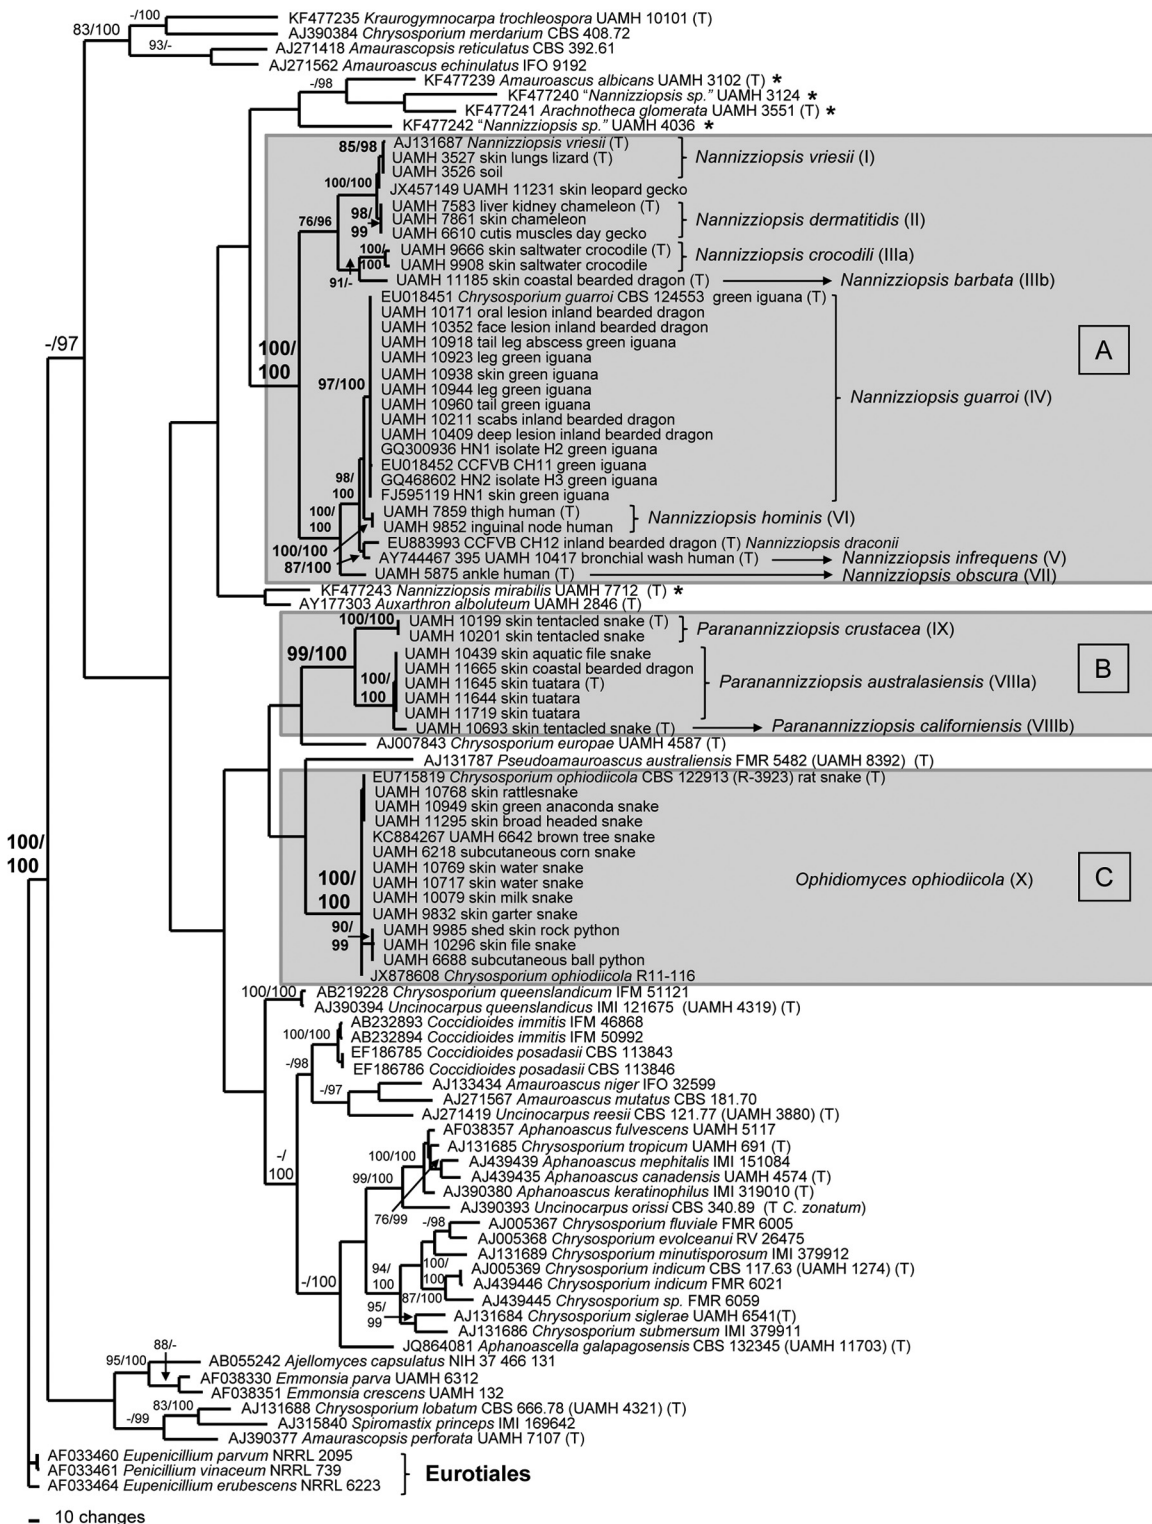 -/100
KF477235 Kraurogymnocarpa trochleospora UAMH 10101 (T)
83/100
AJ390384 Chrysosporium merdarium CBS 408.72
93/-
AJ271418 Amaurascopsis reticulatus CBS 392.61
AJ271562 Amauroascus echinulatus IFO 9192
-/98
KF477239 Amauroascus albicans UAMH 3102 (T) *
KF477240 “Nannizziopsis sp.” UAMH 3124 *
KF477241 Arachnotheca glomerata UAMH 3551 (T) *
KF477242 “Nannizziopsis sp.” UAMH 4036 *
85/98
AJ131687 Nannizziopsis vriesii (T)
UAMH 3527 skin lungs lizard (T)
Nannizziopsis vriesii (I)
UAMH 3526 soil
100/100
JX457149 UAMH 11231 skin leopard gecko
76/96
98/
99
UAMH 7583 liver kidney chameleon (T)
UAMH 7861 skin chameleon
Nannizziopsis dermatitidis (II)
UAMH 6610 cutis muscles day gecko
100/
100
UAMH 9666 skin saltwater crocodile (T)
Nannizziopsis crocodili (IIIa)
UAMH 9908 skin saltwater crocodile
91/-
UAMH 11185 skin coastal bearded dragon (T)
Nannizziopsis barbata (IIIb)
EU018451 Chrysosporium guarroi CBS 124553 green iguana (T)
UAMH 10171 oral lesion inland bearded dragon
UAMH 10352 face lesion inland bearded dragon
-/97
100/
100
UAMH 10918 tail leg abscess green iguana
A
UAMH 10923 leg green iguana
UAMH 10938 skin green iguana
97/100
UAMH 10944 leg green iguana
Nannizziopsis guarroi (IV)
UAMH 10960 tail green iguana
UAMH 10211 scabs inland bearded dragon
UAMH 10409 deep lesion inland bearded dragon
GQ300936 HN1 isolate H2 green iguana
EU018452 CCFVB CH11 green iguana
98/
100
GQ468602 HN2 isolate H3 green iguana
FJ595119 HN1 skin green iguana
100/
100
UAMH 7859 thigh human (T)
Nannizziopsis hominis (VI)
UAMH 9852 inguinal node human
100/100
EU883993 CCFVB CH12 inland bearded dragon (T) Nannizziopsis draconii
87/100
AY744467 395 UAMH 10417 bronchial wash human (T)
Nannizziopsis infrequens (V)
UAMH 5875 ankle human (T)
Nannizziopsis obscura (VII)
KF477243 Nannizziopsis mirabilis UAMH 7712 (T) *
AY177303 Auxarthron alboluteum UAMH 2846 (T)
100/100
UAMH 10199 skin tentacled snake (T)
Paranannizziopsis crustacea (IX)
UAMH 10201 skin tentacled snake
99/100
UAMH 10439 skin aquatic file snake
UAMH 11665 skin coastal bearded dragon
B
100/
100
UAMH 11645 skin tuatara (T)
Paranannizziopsis australasiensis (VIIIa)
UAMH 11644 skin tuatara
UAMH 11719 skin tuatara
UAMH 10693 skin tentacled snake (T)
Paranannizziopsis californiensis (VIIIb)
AJ007843 Chrysosporium europae UAMH 4587 (T)
AJ131787 Pseudoamauroascus australiensis FMR 5482 (UAMH 8392) (T)
EU715819 Chrysosporium ophiodiicola CBS 122913 (R-3923) rat snake (T)
UAMH 10768 skin rattlesnake
UAMH 10949 skin green anaconda snake
UAMH 11295 skin broad headed snake
KC884267 UAMH 6642 brown tree snake
100/
100
UAMH 6218 subcutaneous corn snake
UAMH 10769 skin water snake
100/
100
UAMH 10717 skin water snake
Ophidiomyces ophiodiicola (X)
C
UAMH 10079 skin milk snake
UAMH 9832 skin garter snake
90/
99
UAMH 9985 shed skin rock python
UAMH 10296 skin file snake
UAMH 6688 subcutaneous ball python
JX878608 Chrysosporium ophiodiicola R11-116
100/100
AB219228 Chrysosporium queenslandicum IFM 51121
AJ390394 Uncinocarpus queenslandicus IMI 121675 (UAMH 4319) (T)
AB232893 Coccidioides immitis IFM 46868
100/100
AB232894 Coccidioides immitis IFM 50992
EF186785 Coccidioides posadasii CBS 113843
-/98
EF186786 Coccidioides posadasii CBS 113846
AJ133434 Amauroascus niger IFO 32599
-/97
AJ271567 Amauroascus mutatus CBS 181.70
AJ271419 Uncinocarpus reesii CBS 121.77 (UAMH 3880) (T)
AF038357 Aphanoascus fulvescens UAMH 5117
AJ131685 Chrysosporium tropicum UAMH 691 (T)
-/
100
100/100
AJ439439 Aphanoascus mephitalis IMI 151084
99/100
AJ439435 Aphanoascus canadensis UAMH 4574 (T)
AJ390380 Aphanoascus keratinophilus IMI 319010 (T)
AJ390393 Uncinocarpus orissi CBS 340.89 (T C. zonatum)
76/99
-/98
AJ005367 Chrysosporium fluviale FMR 6005
AJ005368 Chrysosporium evolceanui RV 26475
AJ131689 Chrysosporium minutisporosum IMI 379912
94/
100
100/
100
AJ005369 Chrysosporium indicum CBS 117.63 (UAMH 1274) (T)
-/100
AJ439446 Chrysosporium indicum FMR 6021
87/100
AJ439445 Chrysosporium sp. FMR 6059
95/
99
AJ131684 Chrysosporium siglerae UAMH 6541(T)
AJ131686 Chrysosporium submersum IMI 379911
JQ864081 Aphanoascella galapagosensis CBS 132345 (UAMH 11703) (T)
88/-
95/100
AB055242 Ajellomyces capsulatus NIH 37 466 131
AF038330 Emmonsia parva UAMH 6312
AF038351 Emmonsia crescens UAMH 132
83/100
AJ131688 Chrysosporium lobatum CBS 666.78 (UAMH 4321) (T)
-/99
AJ315840 Spiromastix princeps IMI 169642
AJ390377 Amaurascopsis perforata UAMH 7107 (T)
AF033460 Eupenicillium parvum NRRL 2095
AF033461 Penicillium vinaceum NRRL 739
Eurotiales
AF033464 Eupenicillium erubescens NRRL 6223
10 changes